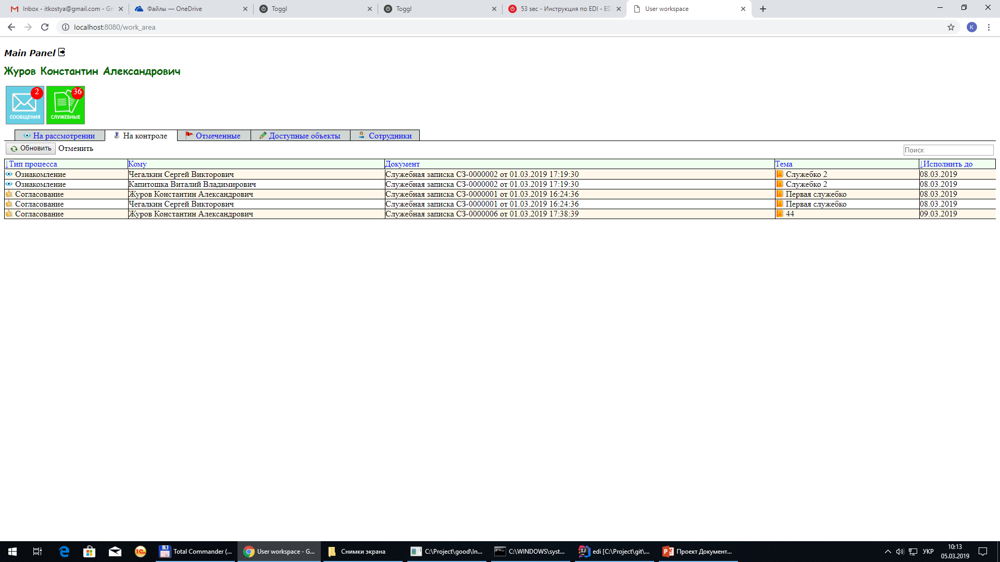 Inbox - itkostya@gmail.com - Gm
Файлы — OneDrive
Toggl
Toggl
53 sec - Инструкция по EDI - ED
User workspace
localhost:8080/work_area
K
Main Panel
Журов Константин Александрович
2
СООБЩЕНИЯ
36
СЛУЖЕБНЫЕ
На рассмотрении
На контроле
Отмеченные
Доступные объекты
Сотрудники
Обновить Отменить
Поиск
↓Тип процесса Кому Документ Тема ↓Исполнить до
Ознакомление Чегалкин Сергей Викторович Служебная записка СЗ-0000002 от 01.03.2019 17:19:30 Служебко 2 08.03.2019
Ознакомление Капитошка Виталий Владимирович Служебная записка СЗ-0000002 от 01.03.2019 17:19:30 Служебко 2 08.03.2019
Согласование Журов Константин Александрович Служебная записка СЗ-0000001 от 01.03.2019 16:24:36 Первая служебко 08.03.2019
Согласование Чегалкин Сергей Викторович Служебная записка СЗ-0000001 от 01.03.2019 16:24:36 Первая служебко 08.03.2019
Согласование Журов Константин Александрович Служебная записка СЗ-0000006 от 01.03.2019 17:38:39 44 09.03.2019
Total Commander (...
User workspace - G...
Снимки экрана
C:\Project\good\In...
C:\WINDOWS\syst...
edi [C:\Project\git\...
Проект Документ...
УКР
10:13
05.03.2019